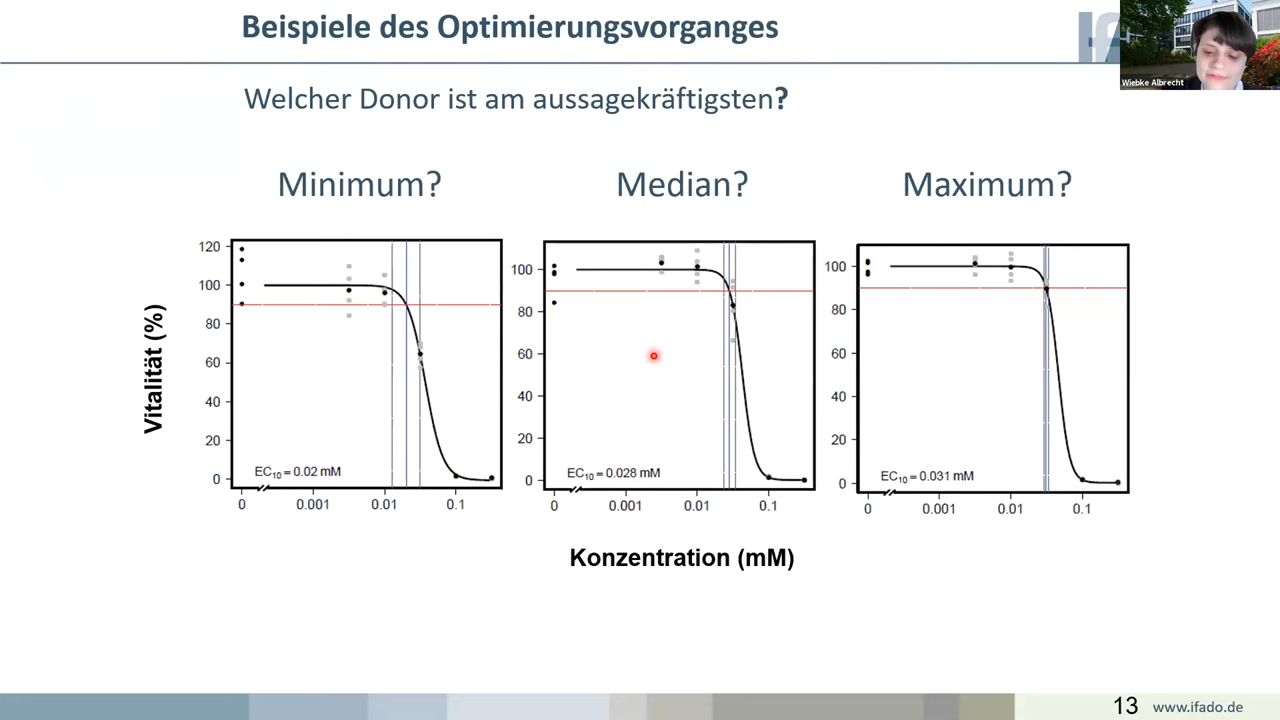 Beispiele des Optimierungsvorganges
Wiebke Albrecht
Welcher Donor ist am aussagekräftigsten?
Minimum?
Median?
Maximum?
Vitalität (%)
120
100
80
60
40
20
0
EC10 = 0.02 mM
0 0.001 0.01 0.1
100
80
60
40
20
0
EC10 = 0.028 mM
0 0.001 0.01 0.1
100
80
60
40
20
0
EC10 = 0.031 mM
0 0.001 0.01 0.1
Konzentration (mM)
13 www.ifado.de